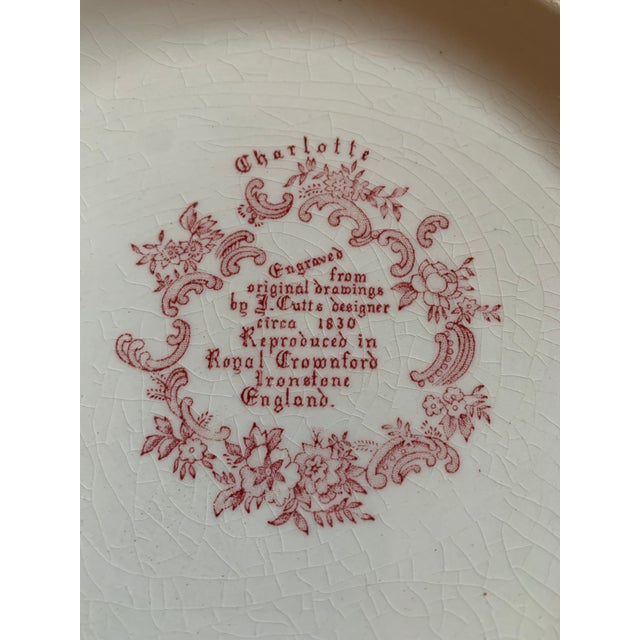 Charlotte
Engraved
from
original drawings
by J. Cutts designer
circa 1830
Reproduced in
Royal Crownford
Ironstone
England.